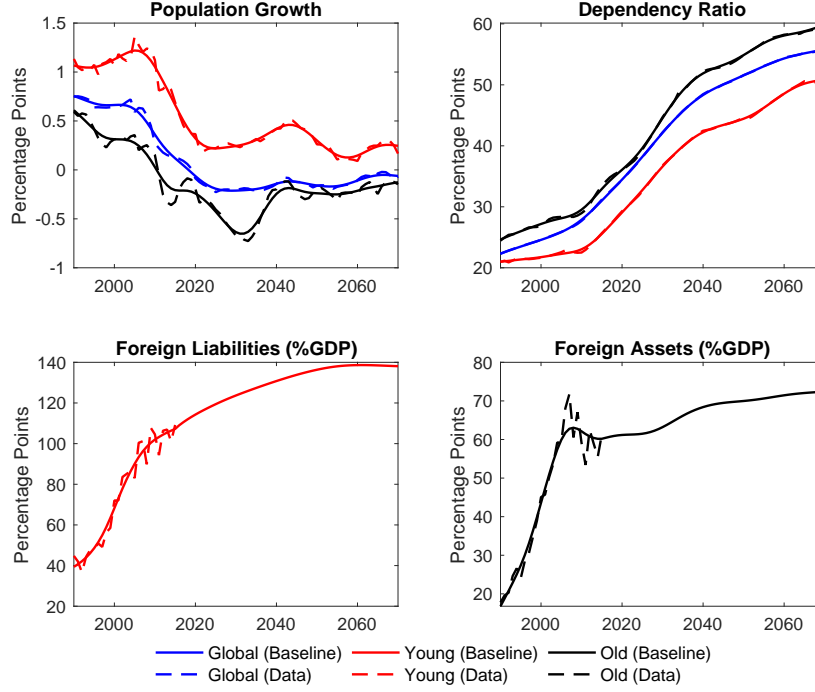 Population Growth
Dependency Ratio
1.5
1
0.5
0
-0.5
-1
Percentage Points
2000 2020 2040 2060
60
50
40
30
20
Percentage Points
2000 2020 2040 2060
Foreign Liabilities (%GDP)
Foreign Assets (%GDP)
140
120
100
80
60
40
20
Percentage Points
2000 2020 2040 2060
80
70
60
50
40
30
20
Percentage Points
2000 2020 2040 2060
Global (Baseline) Young (Baseline) Old (Baseline)
Global (Data) Young (Data) Old (Data)